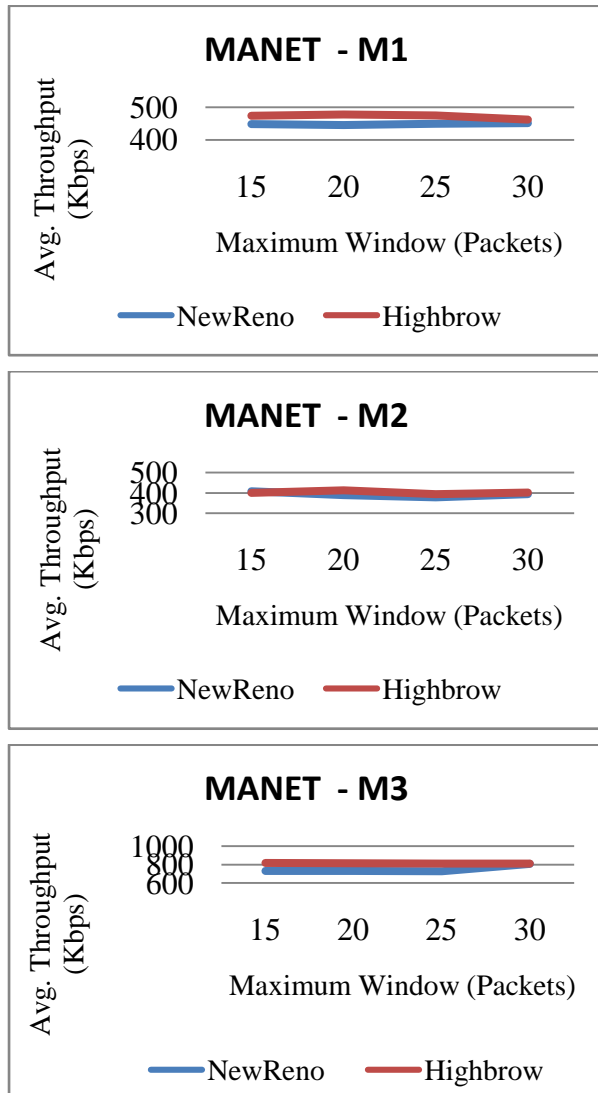 MANET - M1
Avg. Throughput
(Kbps)
500
400
15 20 25 30
Maximum Window (Packets)
NewReno Highbrow
MANET - M2
Avg. Throughput
(Kbps)
500
400
300
15 20 25 30
Maximum Window (Packets)
NewReno Highbrow
MANET - M3
Avg. Throughput
(Kbps)
1000
800
600
15 20 25 30
Maximum Window (Packets)
NewReno Highbrow